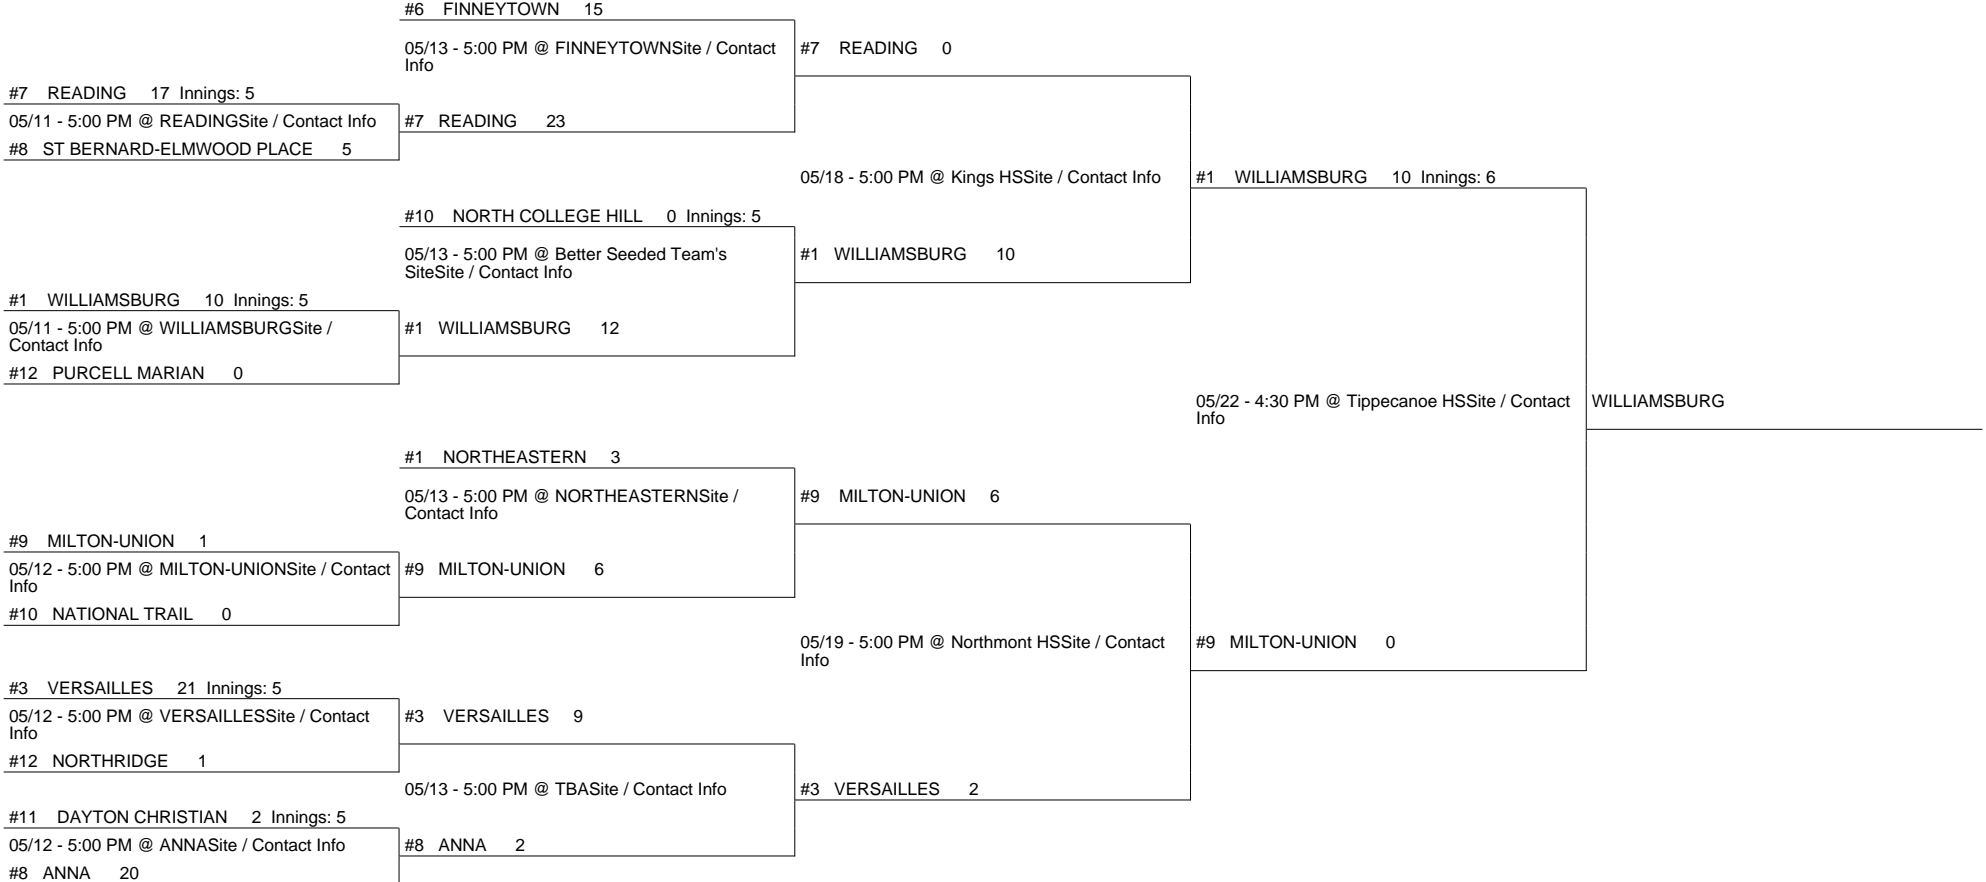 #6 FINNEYTOWN 15
05/13 - 5:00 PM @ FINNEYTOWNSite / Contact
Info
#7 READING 0
#7 READING 17 Innings: 5
05/11 - 5:00 PM @ READINGSite / Contact Info
#8 ST BERNARD-ELMWOOD PLACE 5
#7 READING 23
05/18 - 5:00 PM @ Kings HSSite / Contact Info
#1 WILLIAMSBURG 10 Innings: 6
#10 NORTH COLLEGE HILL 0 Innings: 5
05/13 - 5:00 PM @ Better Seeded Team's
SiteSite / Contact Info
#1 WILLIAMSBURG 10
#1 WILLIAMSBURG 10 Innings: 5
05/11 - 5:00 PM @ WILLIAMSBURGSite /
Contact Info
#12 PURCELL MARIAN 0
#1 WILLIAMSBURG 12
05/22 - 4:30 PM @ Tippecanoe HSSite / Contact
Info
WILLIAMSBURG
#1 NORTHEASTERN 3
05/13 - 5:00 PM @ NORTHEASTERNSite /
Contact Info
#9 MILTON-UNION 6
#9 MILTON-UNION 1
05/12 - 5:00 PM @ MILTON-UNIONSite / Contact
Info
#10 NATIONAL TRAIL 0
#9 MILTON-UNION 6
05/19 - 5:00 PM @ Northmont HSSite / Contact
Info
#9 MILTON-UNION 0
#3 VERSAILLES 21 Innings: 5
05/12 - 5:00 PM @ VERSAILLESSite / Contact
Info
#12 NORTHRIDGE 1
#3 VERSAILLES 9
05/13 - 5:00 PM @ TBASite / Contact Info
#3 VERSAILLES 2
#11 DAYTON CHRISTIAN 2 Innings: 5
05/12 - 5:00 PM @ ANNASite / Contact Info
#8 ANNA 20
#8 ANNA 2